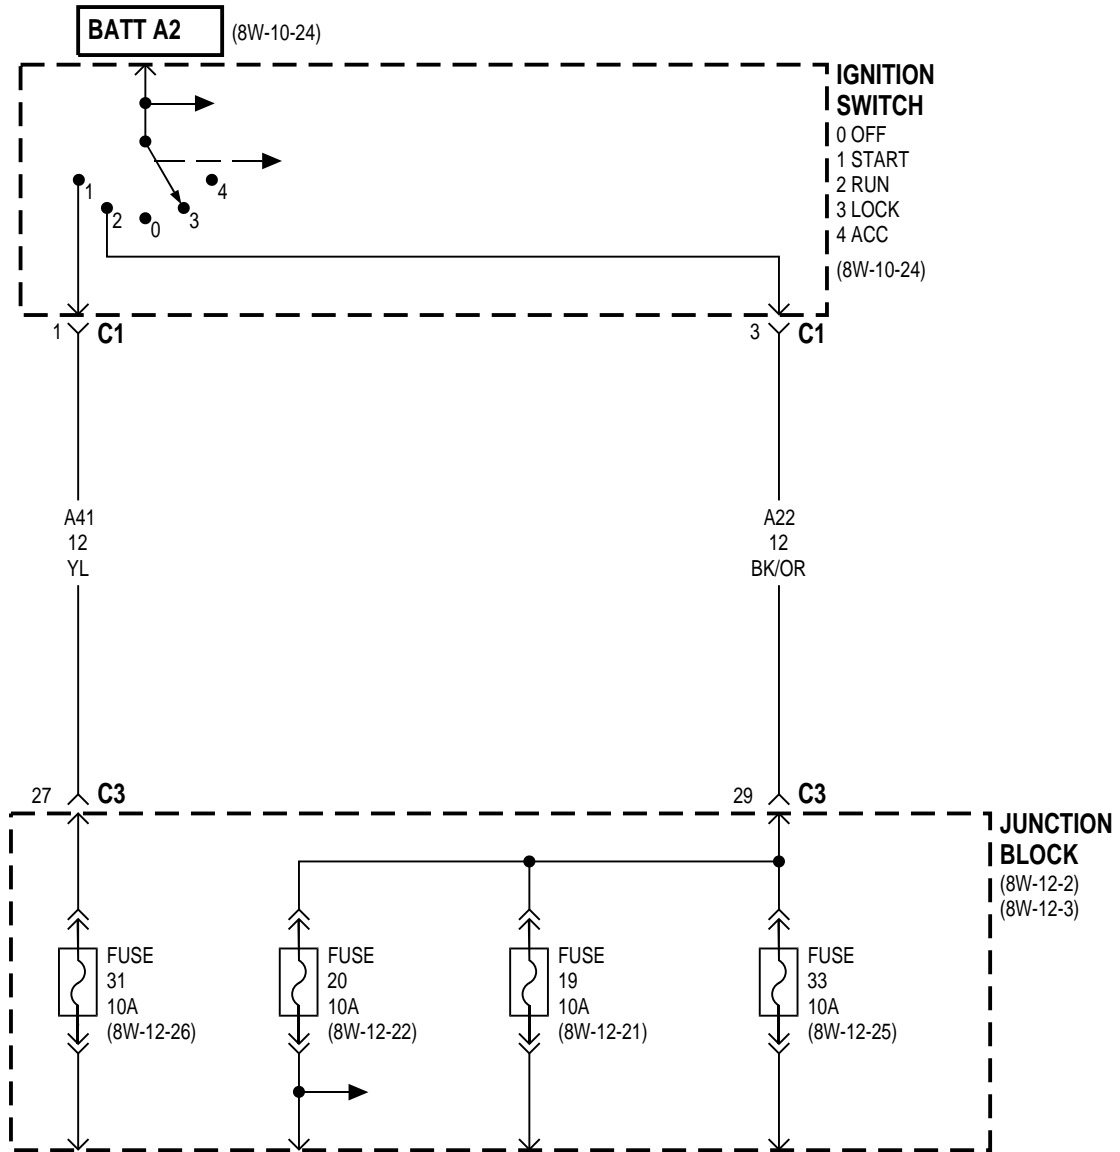 BATT A2 (8W-10-24)
IGNITION
SWITCH
0 OFF
1 START
2 RUN
3 LOCK
4 ACC
(8W-10-24)
1
2
0
3
4
1 C1
3 C1
A41
12
YL
A22
12
BK/OR
27 C3
29 C3
JUNCTION
BLOCK
(8W-12-2)
(8W-12-3)
FUSE
31
10A
(8W-12-26)
FUSE
20
10A
(8W-12-22)
FUSE
19
10A
(8W-12-21)
FUSE
33
10A
(8W-12-25)